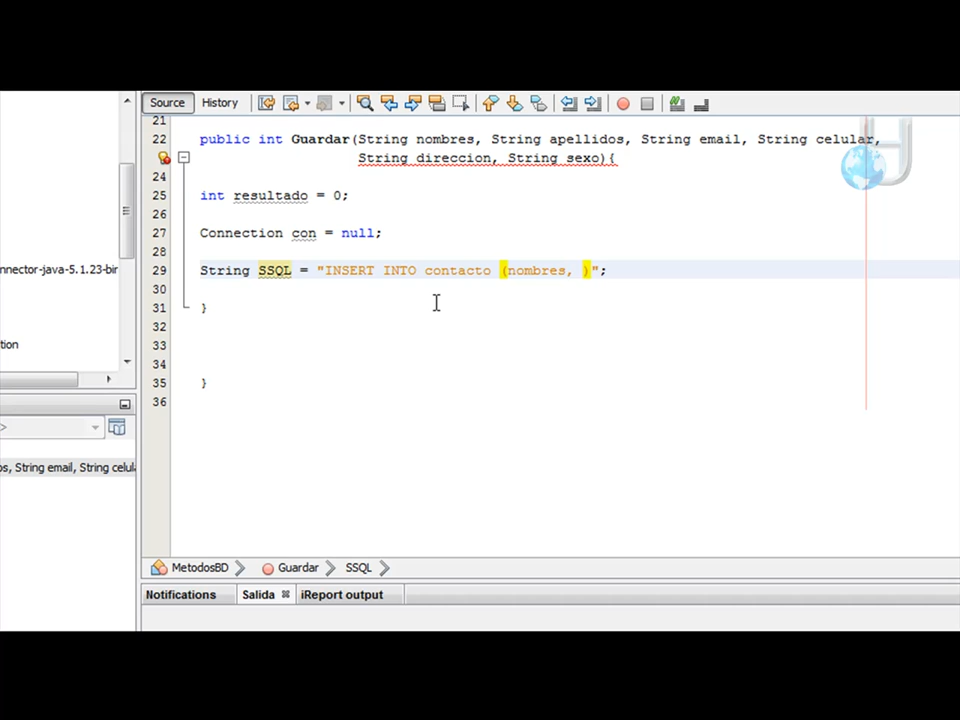 Source History
21
22 public int Guardar(String nombres, String apellidos, String email, String celular,
String direccion, String sexo){
24
25 int resultado = 0;
26
27 Connection con = null;
28
nnector-java-5.1.23-bin
29 String SSQL = "INSERT INTO contacto (nombres, )";
30
31 }
32
33
tion
34
35 }
36
os, String email, String celula
MetodosBD Guardar SSQL
Notifications Salida iReport output